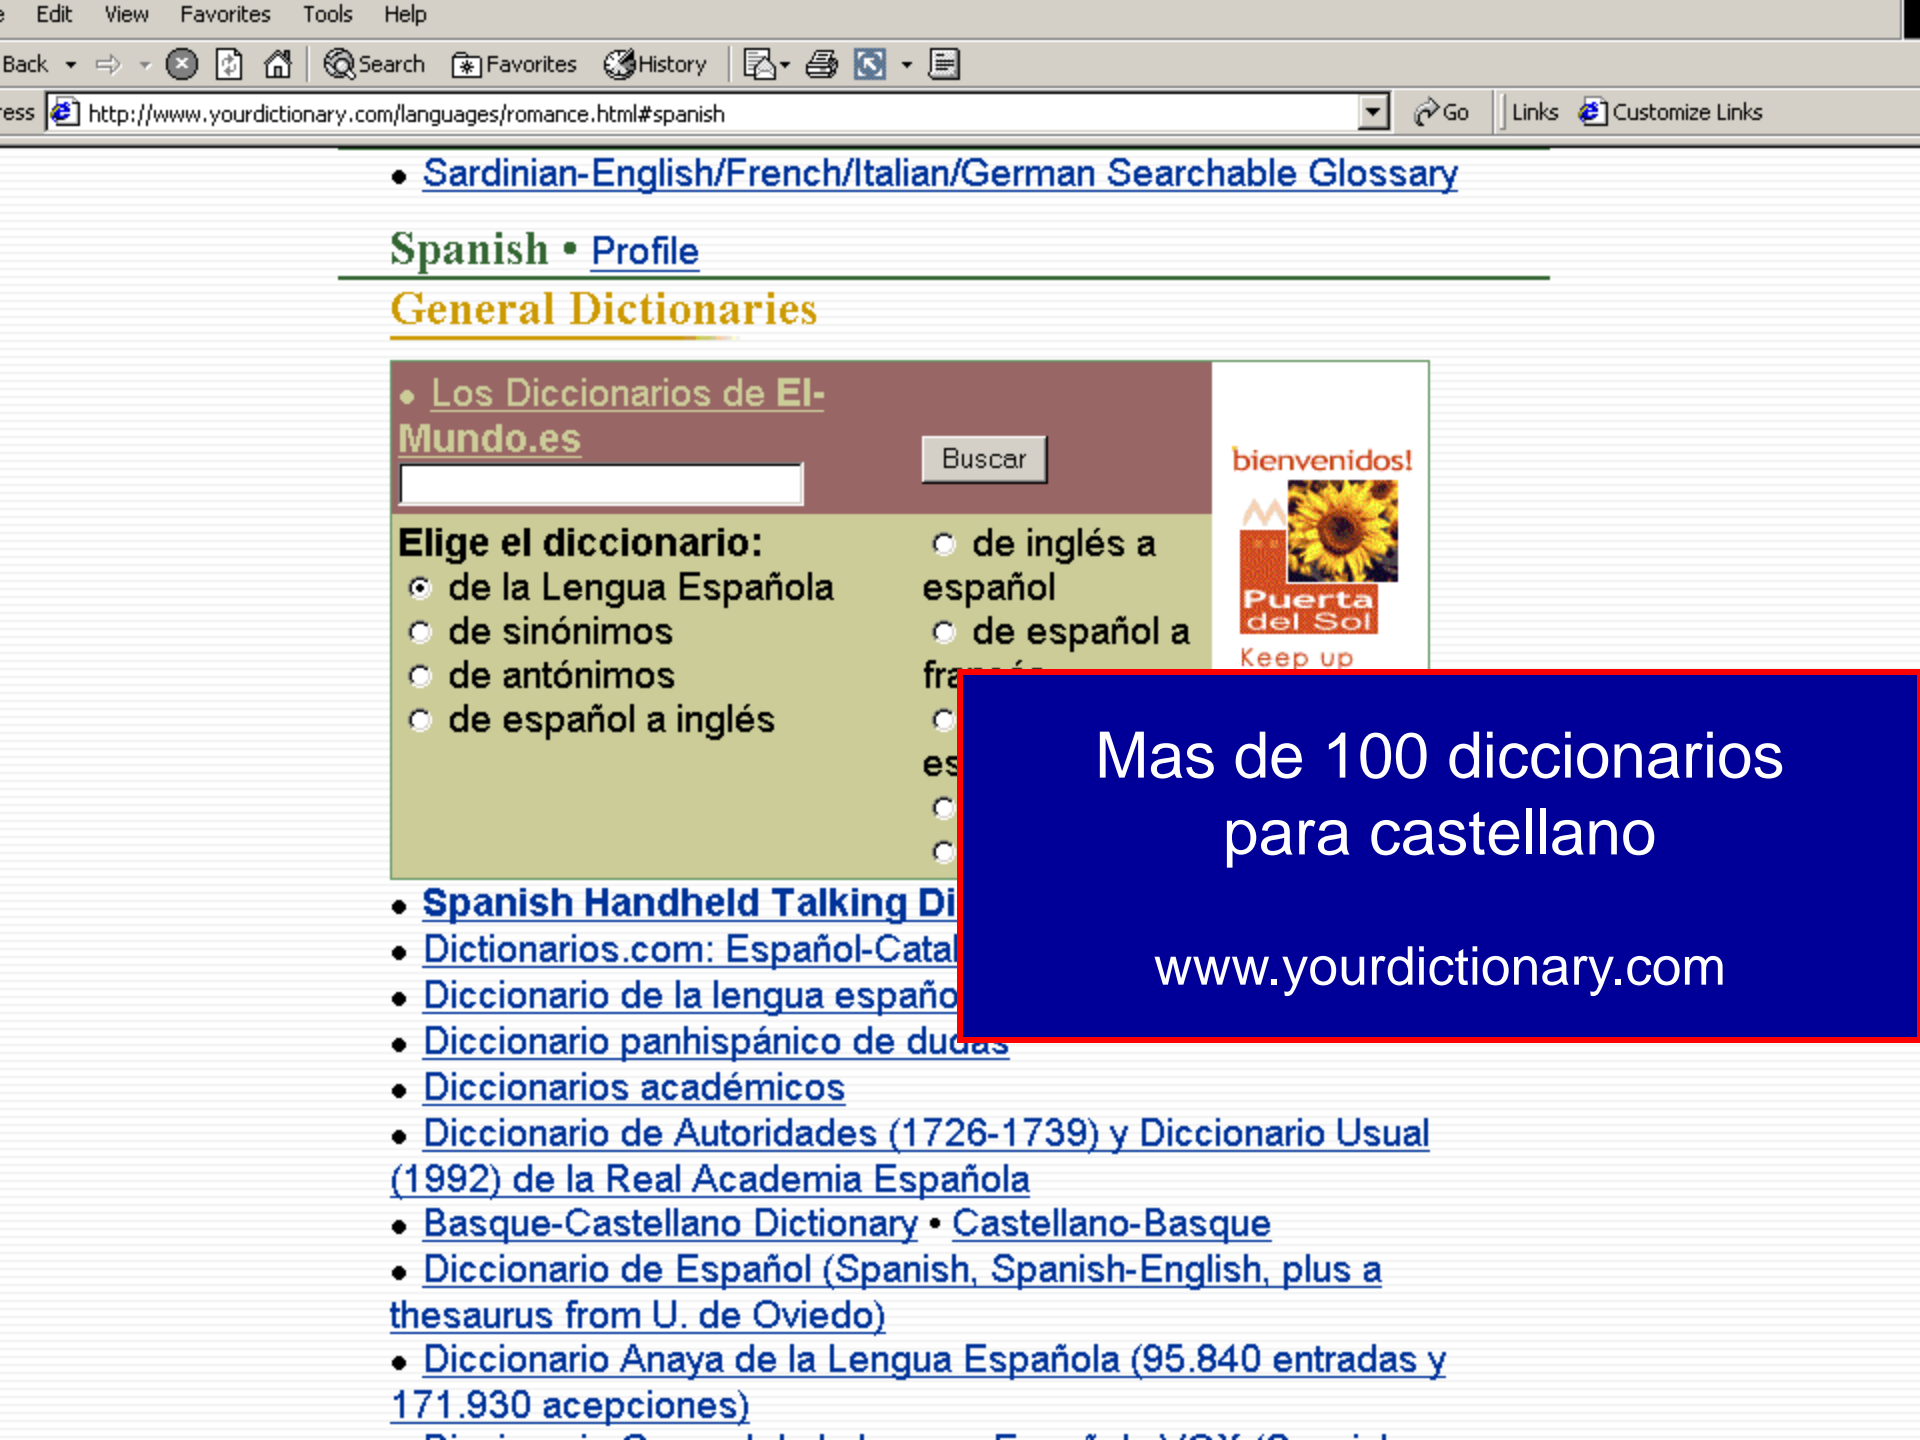 Edit View Favorites Tools Help
Back Search Favorites History
http://www.yourdictionary.com/languages/romance.html#spanish Go Links Customize Links
• Sardinian-English/French/Italian/German Searchable Glossary
Spanish • Profile
General Dictionaries
• Los Diccionarios de El-
Mundo.es
Buscar
Elige el diccionario:
de la Lengua Española
de sinónimos
de antónimos
de español a inglés
de inglés a
español
de español a
bienvenidos!
Puerta
del Sol
Keep up
Mas de 100 diccionarios
para castellano
www.yourdictionary.com
• Spanish Handheld Talking
• Dictionarios.com:
• Diccionario de la lengua
• Diccionario panhispánico de dudas
• Diccionarios académicos
• Diccionario de Autoridades (1726-1739) y Diccionario Usual
(1992) de la Real Academia Española
• Basque-Castellano Dictionary • Castellano-Basque
• Diccionario de Español (Spanish, Spanish-English, plus a
thesaurus from U. de Oviedo)
• Diccionario Anaya de la Lengua Española (95.840 entradas y
171.930 acepciones)